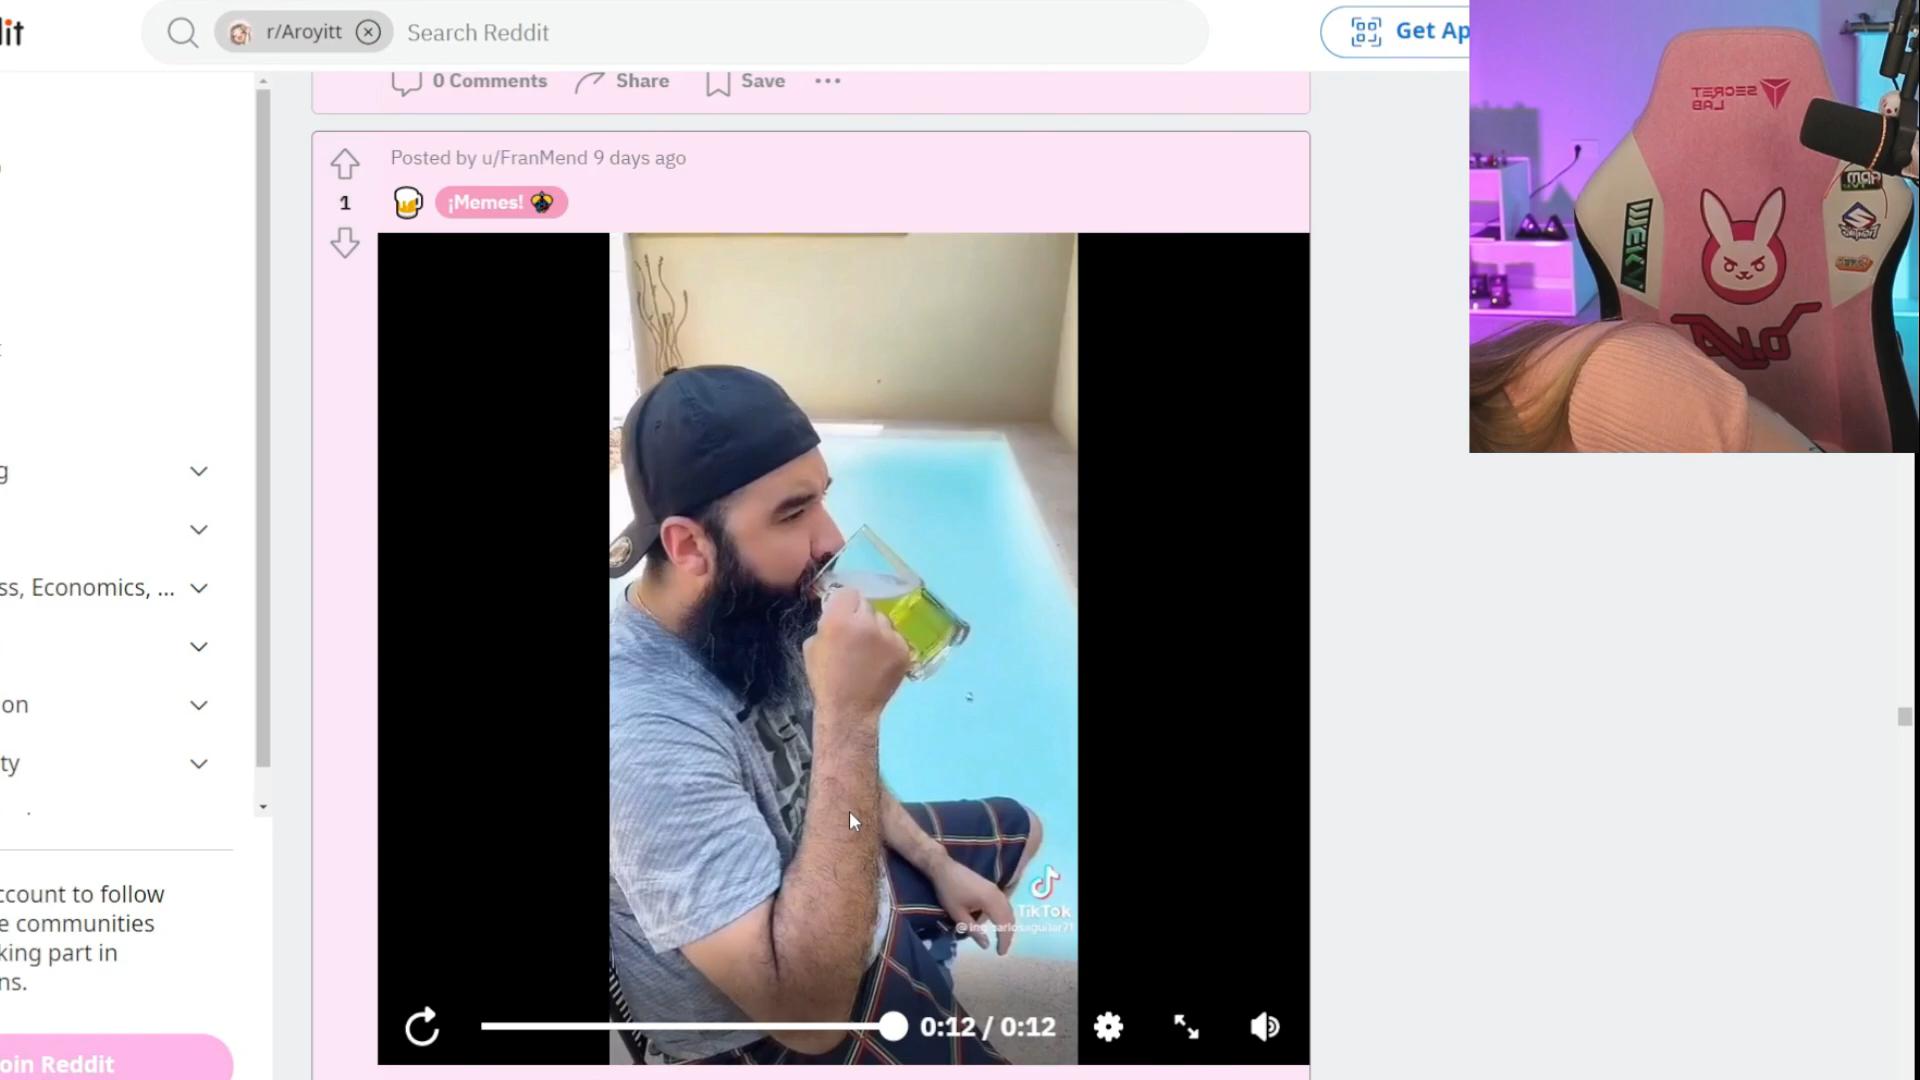 it
r/Aroyitt
Search Reddit
Get Ap
0 Comments
Share
Save
Posted by u/FranMend 9 days ago
1
¡Memes!
g
ss, Economics, ...
on
ty
ccount to follow
e communities
king part in
ns.
oin Reddit
TikTok
0:12 / 0:12
SECRET
LAB